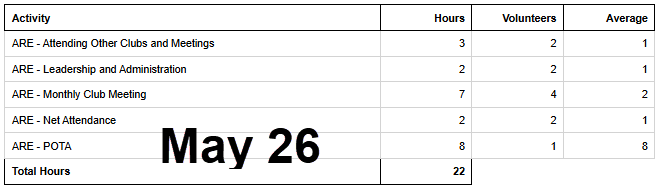 Activity Hours Volunteers Average
ARE - Attending Other Clubs and Meetings 3 2 1
ARE - Leadership and Administration 2 2 1
ARE - Monthly Club Meeting 7 4 2
ARE - Net Attendance 2 2 1
ARE - POTA 8 1 8
May 26
Total Hours 22